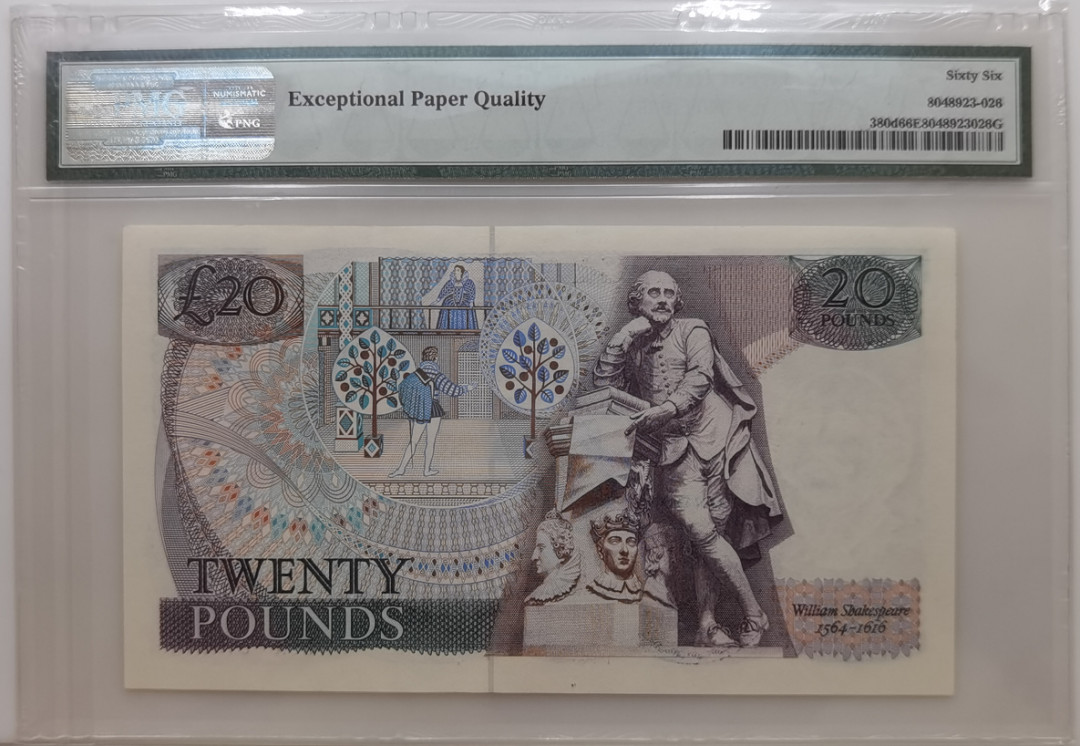 NUMISMATIC
PNG
Exceptional Paper Quality
Sixty Six
8048923-026
380d66E8048923026G
£20
20
POUNDS
TWENTY
POUNDS
William Shakespeare
1564–1616